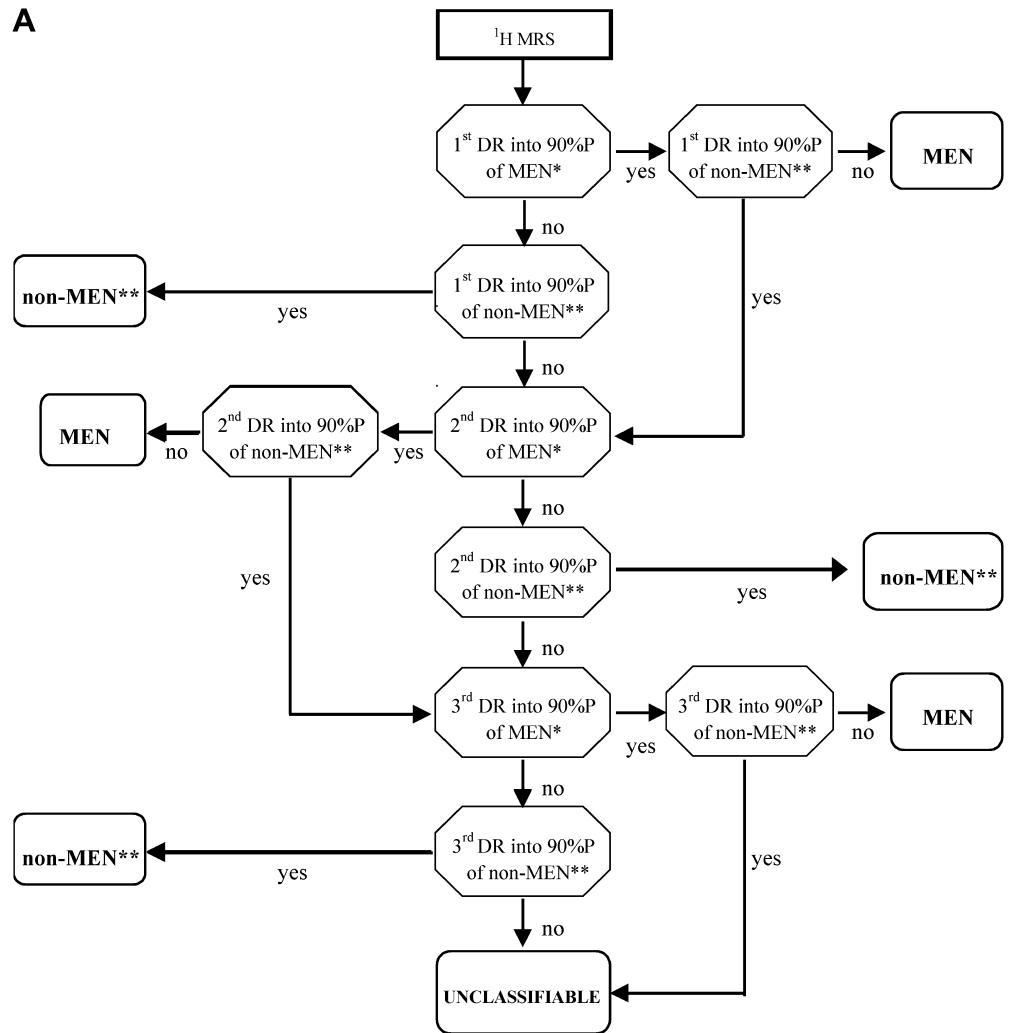 A
¹H MRS
1ˢᵗ DR into 90%P
of MEN*
yes
1ˢᵗ DR into 90%P
of non-MEN**
no
MEN
no
non-MEN**
yes
1ˢᵗ DR into 90%P
of non-MEN**
yes
no
MEN
no
2ⁿᵈ DR into 90%P
of non-MEN**
yes
2ⁿᵈ DR into 90%P
of MEN*
no
yes
2ⁿᵈ DR into 90%P
of non-MEN**
yes
non-MEN**
no
3ʳᵈ DR into 90%P
of MEN*
yes
3ʳᵈ DR into 90%P
of non-MEN**
no
MEN
no
non-MEN**
yes
3ʳᵈ DR into 90%P
of non-MEN**
yes
no
UNCLASSIFIABLE